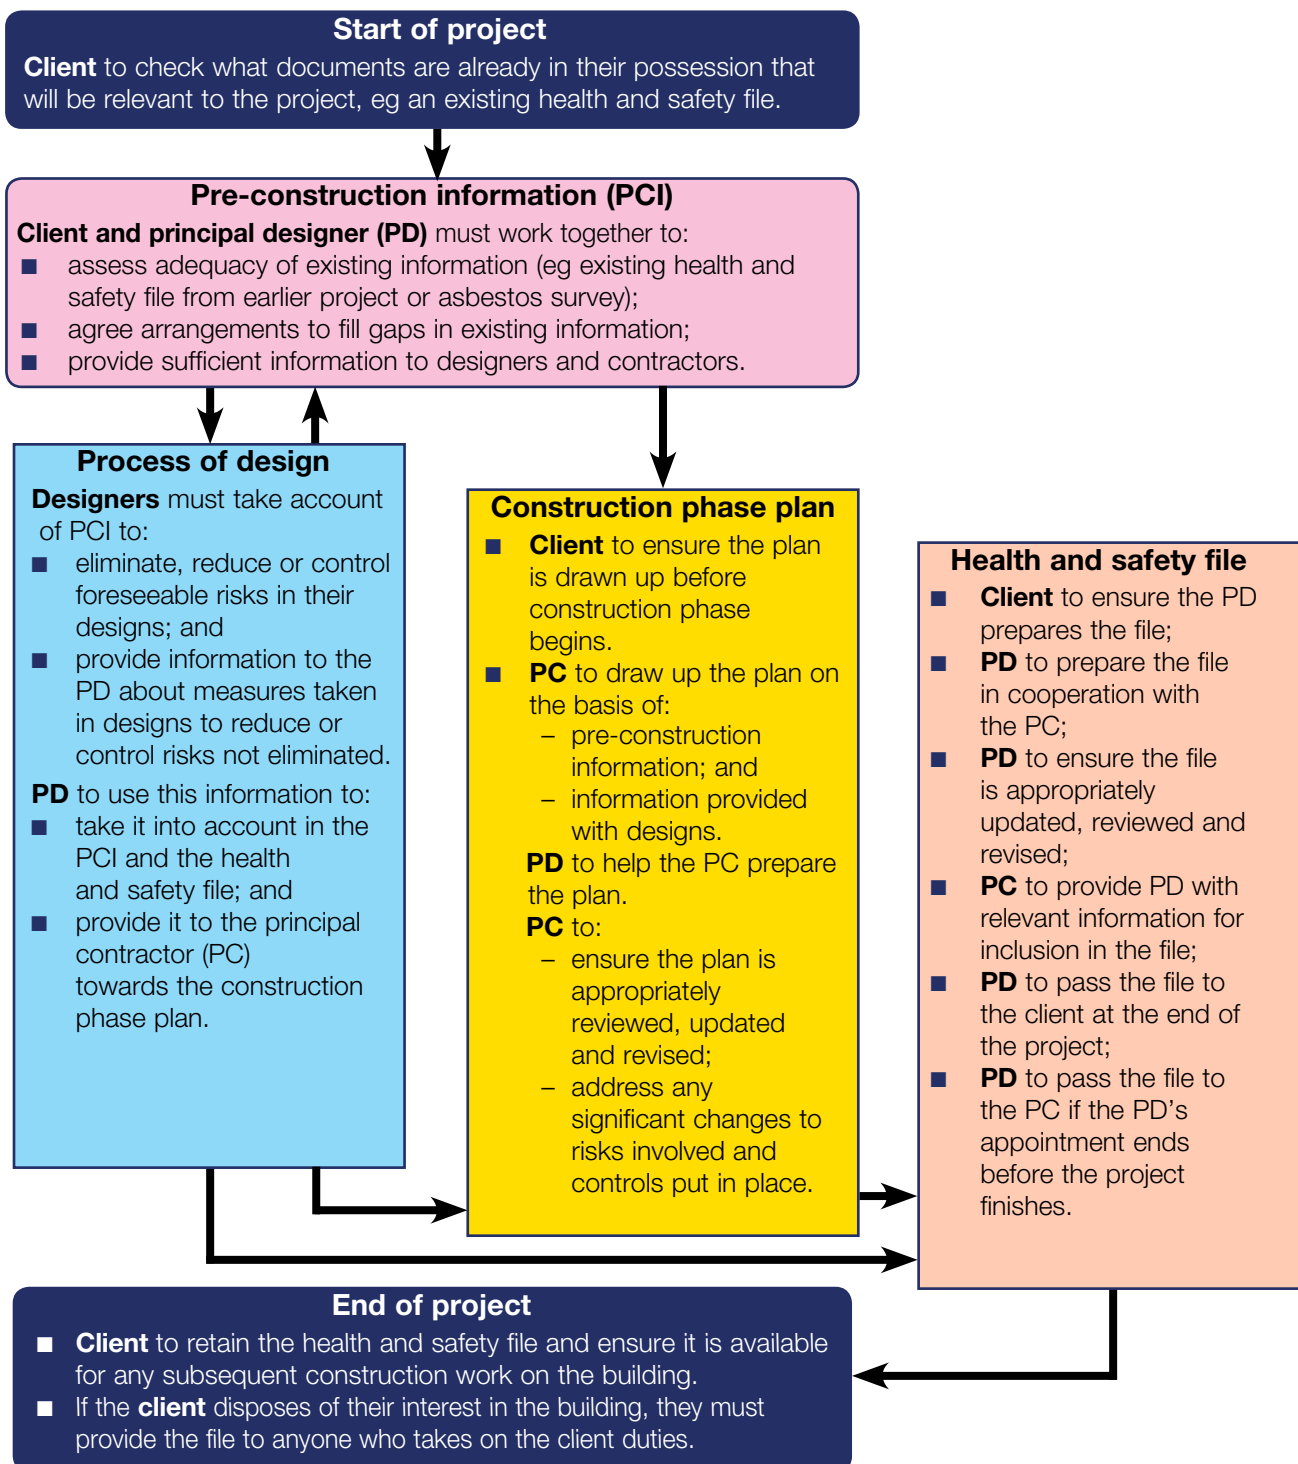 Start of project
Client to check what documents are already in their possession that
will be relevant to the project, eg an existing health and safety file.
Pre-construction information (PCI)
Client and principal designer (PD) must work together to:
■ assess adequacy of existing information (eg existing health and
safety file from earlier project or asbestos survey);
■ agree arrangements to fill gaps in existing information;
■ provide sufficient information to designers and contractors.
Process of design
Designers must take account
of PCI to:
■ eliminate, reduce or control
foreseeable risks in their
designs; and
■ provide information to the
PD about measures taken
in designs to reduce or
control risks not eliminated.
PD to use this information to:
■ take it into account in the
PCI and the health
and safety file; and
■ provide it to the principal
contractor (PC)
towards the construction
phase plan.
Construction phase plan
■ Client to ensure the plan
is drawn up before
construction phase
begins.
■ PC to draw up the plan on
the basis of:
– pre-construction
information; and
– information provided
with designs.
PD to help the PC prepare
the plan.
PC to:
– ensure the plan is
appropriately
reviewed, updated
and revised;
– address any
significant changes to
risks involved and
controls put in place.
Health and safety file
■ Client to ensure the PD
prepares the file;
■ PD to prepare the file
in cooperation with
the PC;
■ PD to ensure the file
is appropriately
updated, reviewed and
revised;
■ PC to provide PD with
relevant information for
inclusion in the file;
■ PD to pass the file to
the client at the end of
the project;
■ PD to pass the file to
the PC if the PD’s
appointment ends
before the project
finishes.
End of project
■ Client to retain the health and safety file and ensure it is available
for any subsequent construction work on the building.
■ If the client disposes of their interest in the building, they must
provide the file to anyone who takes on the client duties.